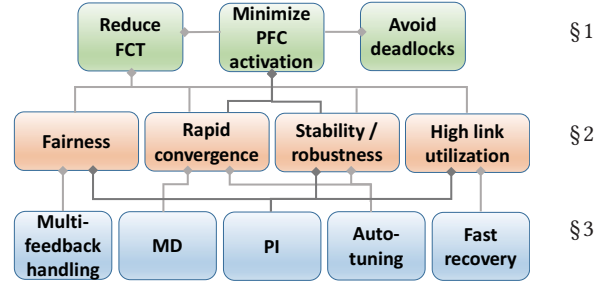 Reduce
FCT
Minimize
PFC
activation
Avoid
deadlocks
§1
Fairness
Rapid
convergence
Stability /
robustness
High link
utilization
§2
Multi-
feedback
handling
MD
PI
Auto-
tuning
Fast
recovery
§3